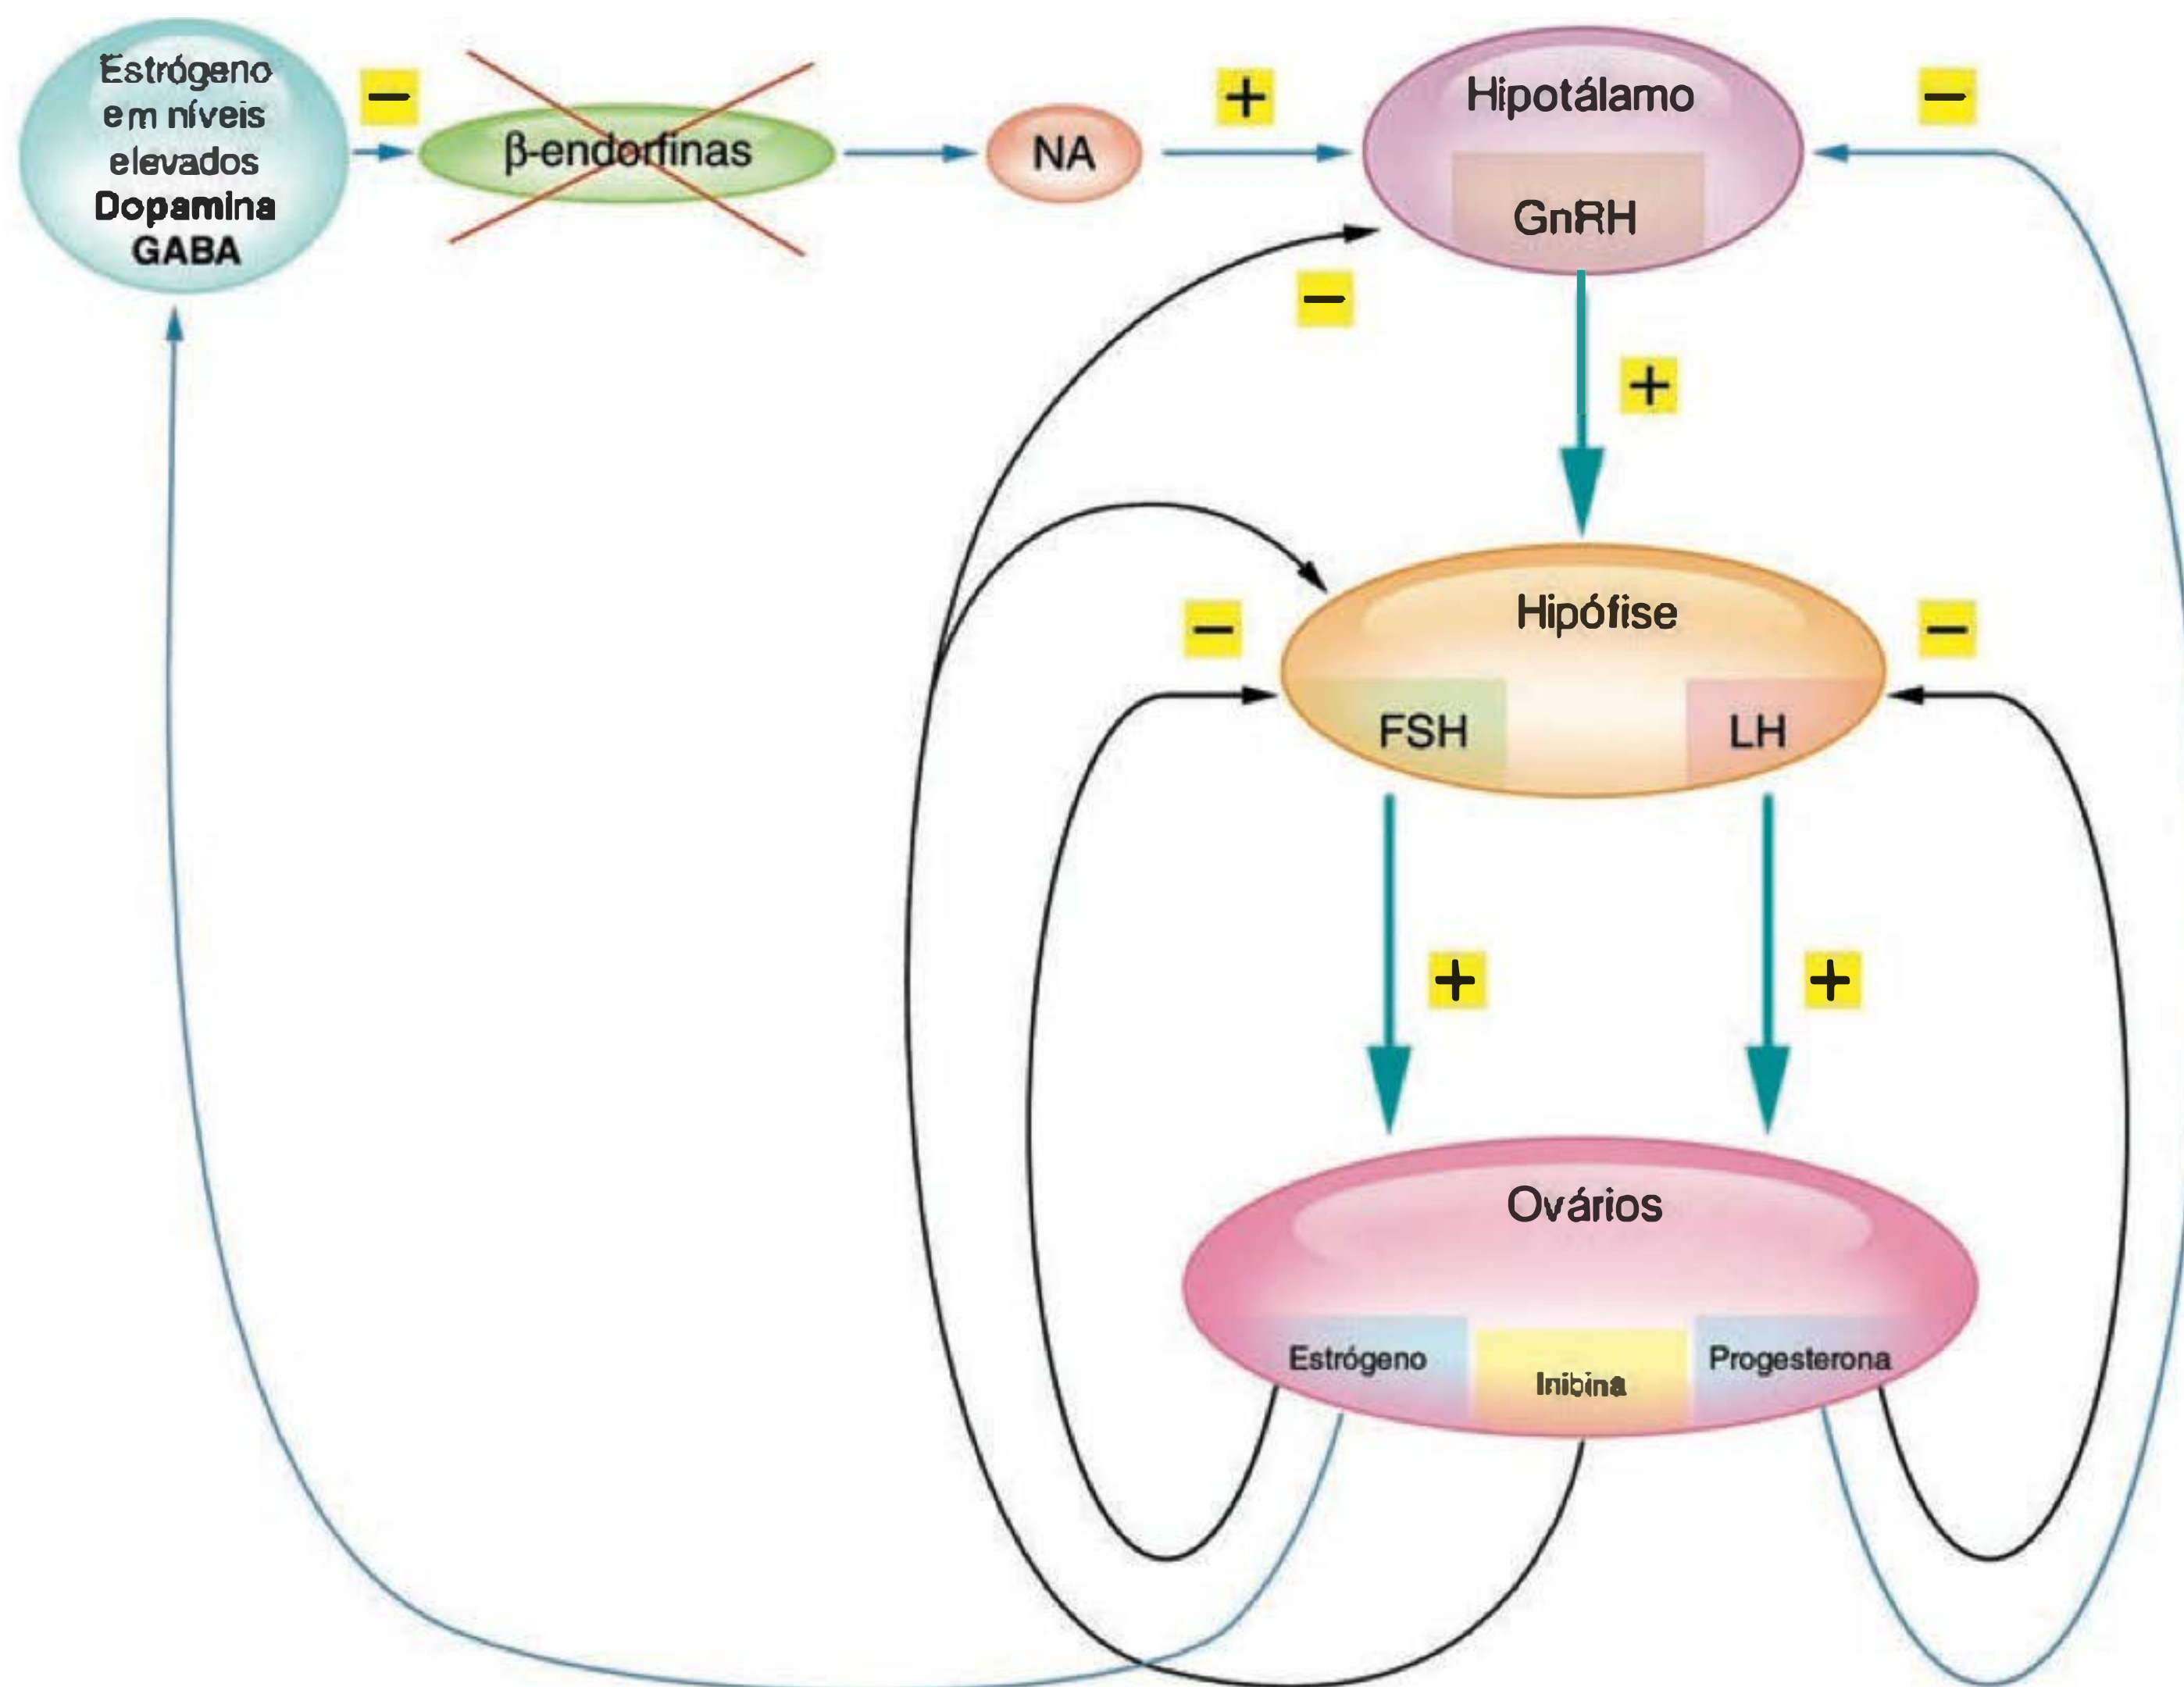 Estrógeno
em níveis
elevados
Dopamina
GABA
−
β-endorfinas
NA
+
Hipotálamo
GnRH
−
−
+
Hipófise
FSH
LH
−
−
+
+
Ovários
Estrógeno
Inibina
Progesterona